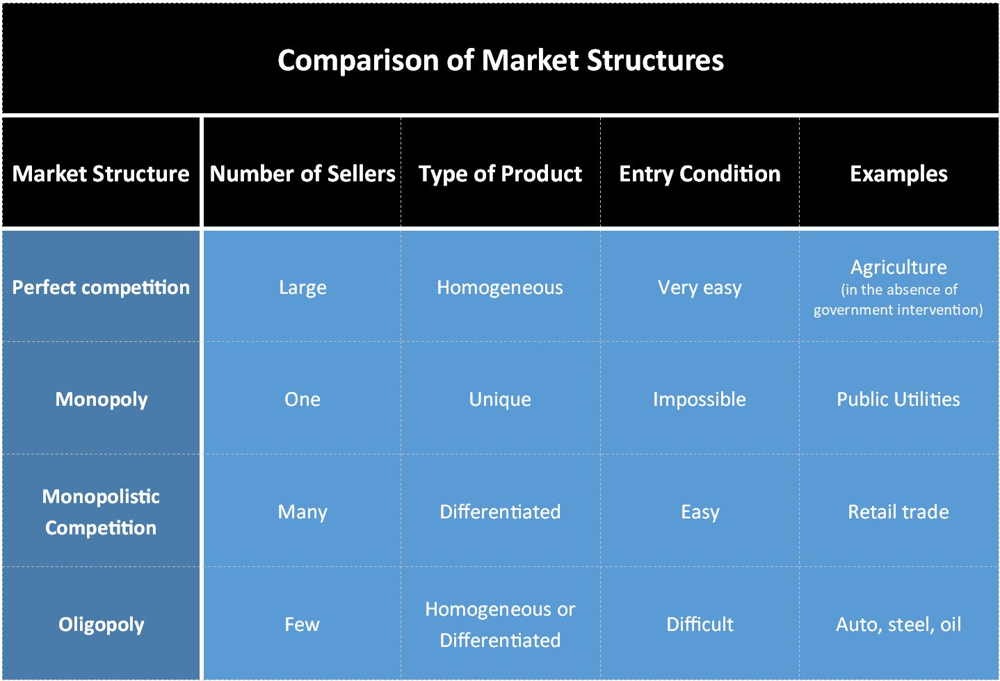 Comparison of Market Structures
Market Structure
Number of Sellers
Type of Product
Entry Condition
Examples
Perfect competition
Large
Homogeneous
Very easy
Agriculture
(in the absence of
government intervention)
Monopoly
One
Unique
Impossible
Public Utilities
Monopolistic
Competition
Many
Differentiated
Easy
Retail trade
Oligopoly
Few
Homogeneous or
Differentiated
Difficult
Auto, steel, oil